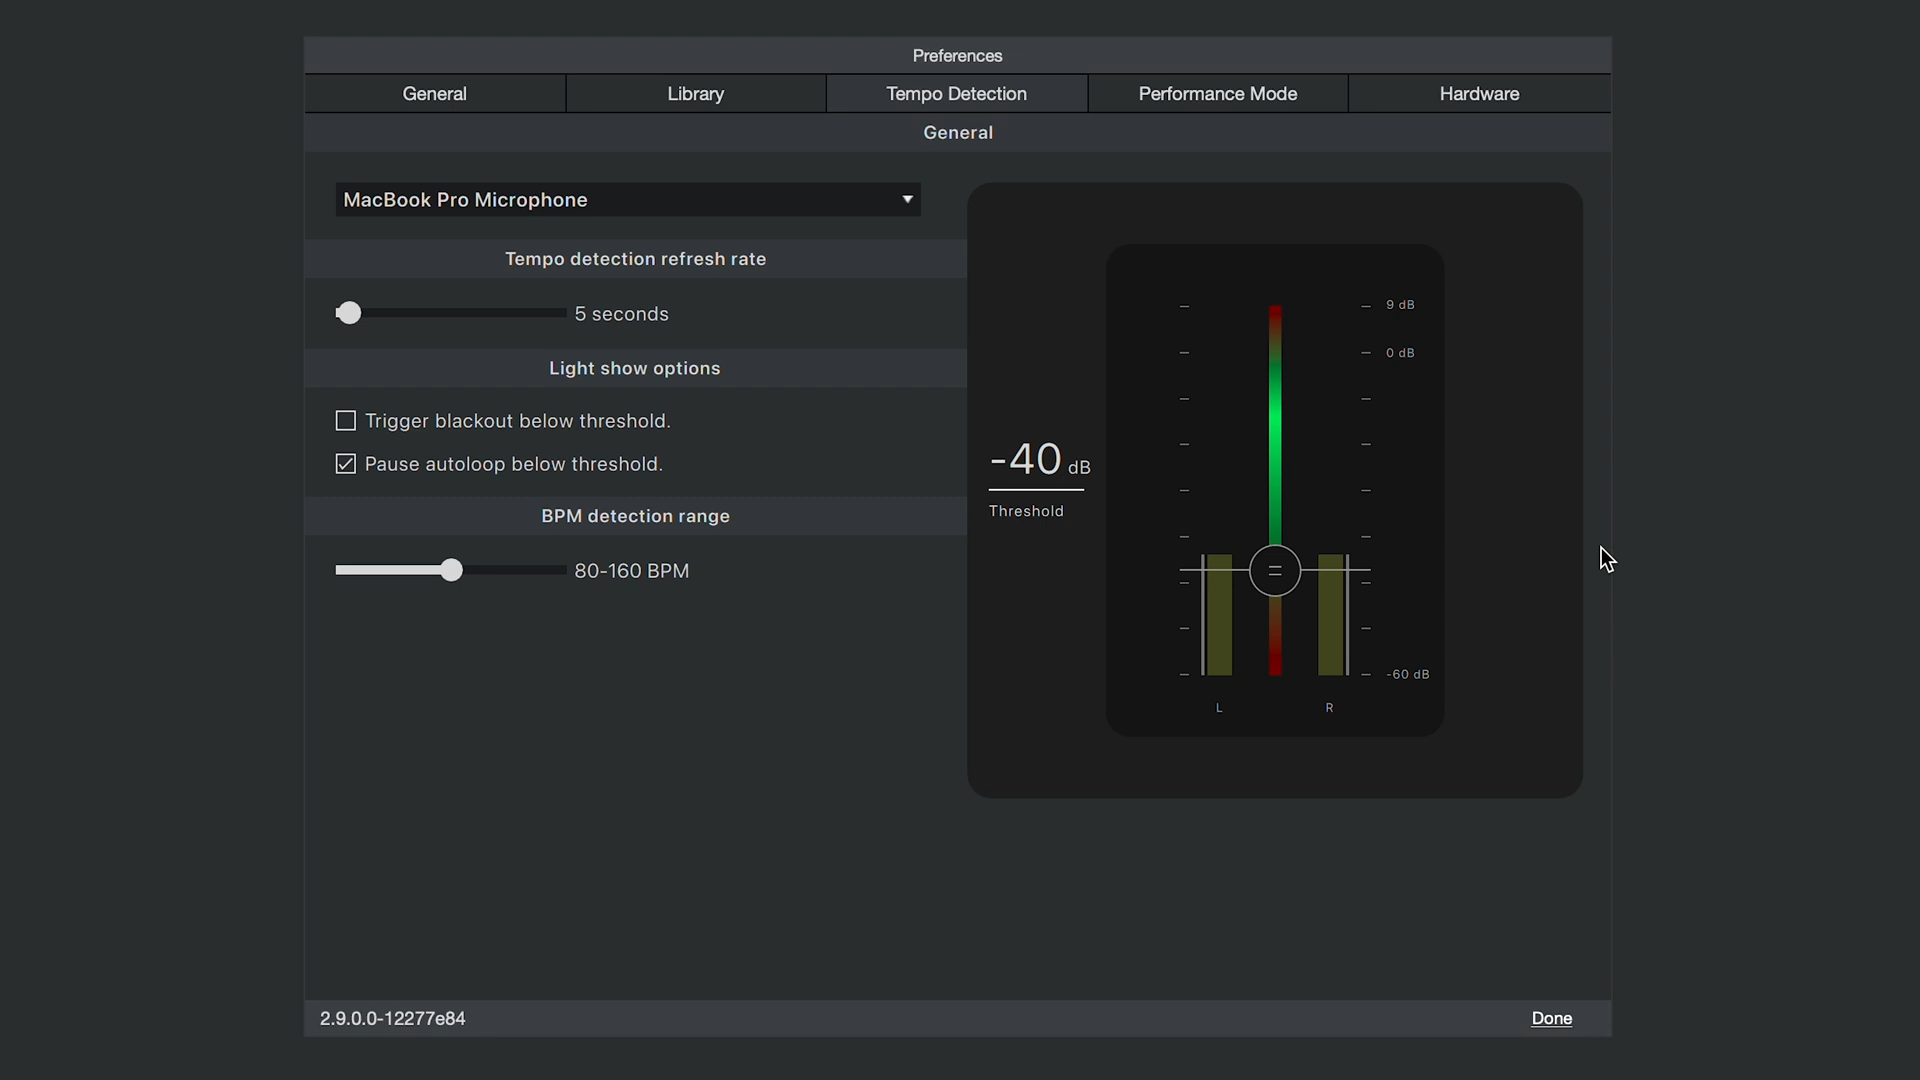 Preferences
General
Library
Tempo Detection
Performance Mode
Hardware
General
MacBook Pro Microphone
Tempo detection refresh rate
5 seconds
Light show options
Trigger blackout below threshold.
Pause autoloop below threshold.
BPM detection range
80-160 BPM
-40 dB
Threshold
9 dB
0 dB
-60 dB
L
R
2.9.0.0-12277e84
Done